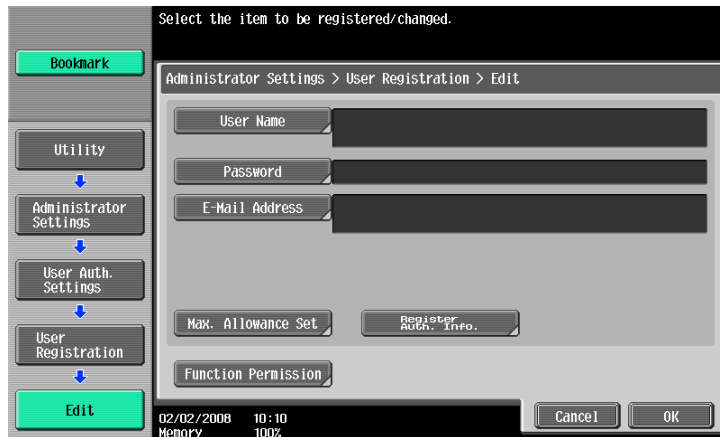 Select the item to be registered/changed.
Bookmark
Administrator Settings > User Registration > Edit
User Name
Utility
Password
Administrator
Settings
E-Mail Address
User Auth.
Settings
Max. Allowance Set
Register
Auth. Info.
User
Registration
Function Permission
Edit
02/02/2008 10:10
Memory 100%
Cancel
OK